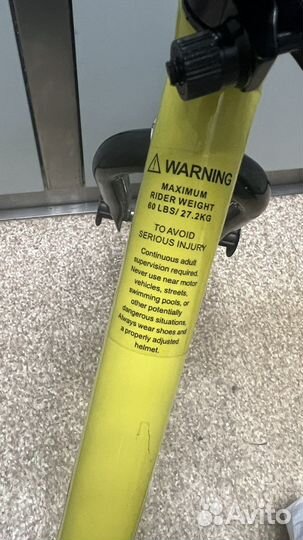 ⚠ WARNING
MAXIMUM
RIDER WEIGHT
60 LBS/ 27.2KG
TO AVOID
SERIOUS INJURY
Continuous adult
supervision required.
Never use near motor
vehicles, streets,
swimming pools, or
other potentially
dangerous situations.
Always wear shoes and
a properly adjusted
helmet.
Avito